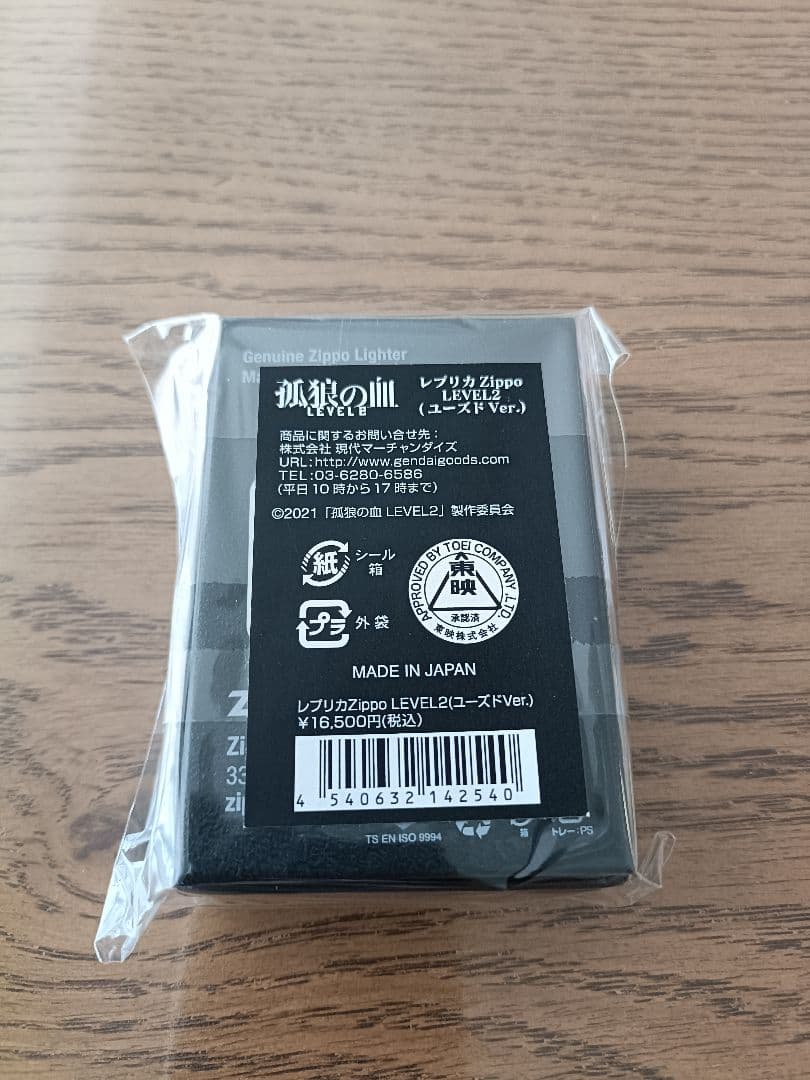 Genuine Zippo Lighter
孤狼の血
LEVEL2
レプリカ Zippo
LEVEL2
(ユーズド Ver.)
商品に関するお問い合せ先：
株式会社 現代マーチャンダイズ
URL:http://www.gendaigoods.com
TEL:03-6280-6586
(平日10時から17時まで)
©2021「孤狼の血 LEVEL2」製作委員会
紙 シール
箱
プラ 外袋
APPROVED BY TOEI COMPANY,LTD.
東映
承認済
東映株式会社
MADE IN JAPAN
レプリカZippo LEVEL2(ユーズドVer.)
¥16,500円(税込)
4 540632 142540
TS EN ISO 9994
箱
トレー:PS